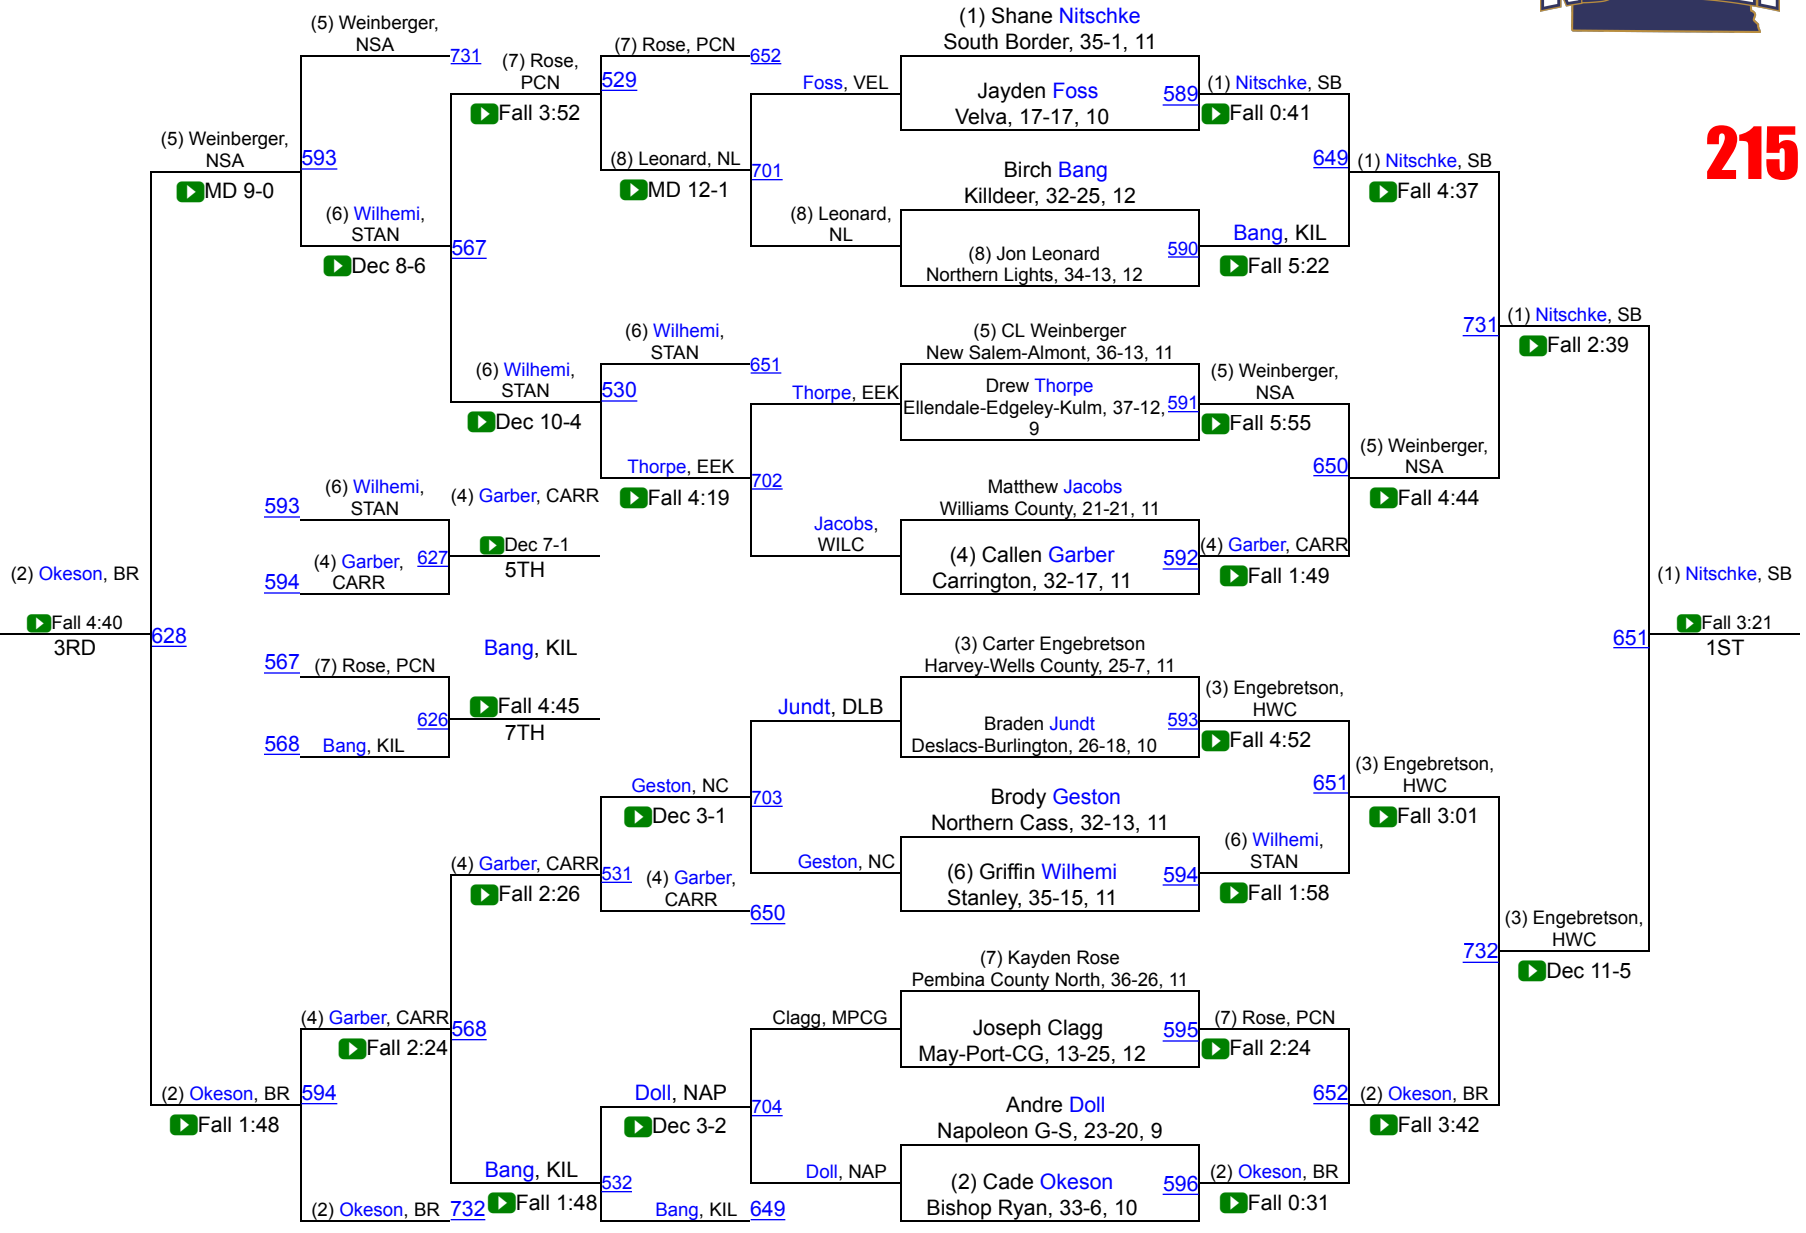 (5) Weinberger,
NSA
731
(7) Rose,
PCN
Fall 3:52
(7) Rose, PCN
652
529
(8) Leonard, NL
MD 12-1
701
Foss, VEL
(8) Leonard,
NL
(1) Shane Nitschke
South Border, 35-1, 11
Jayden Foss
Velva, 17-17, 10
589
(1) Nitschke, SB
Fall 0:41
Birch Bang
Killdeer, 32-25, 12
(8) Jon Leonard
Northern Lights, 34-13, 12
590
Bang, KIL
Fall 5:22
649
(1) Nitschke, SB
Fall 4:37
215
(5) Weinberger,
NSA
MD 9-0
593
(6) Wilhemi,
STAN
Dec 8-6
567
(6) Wilhemi,
STAN
651
(6) Wilhemi,
STAN
Dec 10-4
530
Thorpe, EEK
Fall 4:19
702
Thorpe, EEK
Jacobs,
WILC
(5) CL Weinberger
New Salem-Almont, 36-13, 11
Drew Thorpe
Ellendale-Edgeley-Kulm, 37-12,
9
591
(5) Weinberger,
NSA
Fall 5:55
Matthew Jacobs
Williams County, 21-21, 11
(4) Callen Garber
Carrington, 32-17, 11
592
(4) Garber, CARR
Fall 1:49
650
(5) Weinberger,
NSA
Fall 4:44
731
(1) Nitschke, SB
Fall 2:39
593
(6) Wilhemi,
STAN
(4) Garber, CARR
594
(4) Garber,
CARR
627
Dec 7-1
5TH
(2) Okeson, BR
Fall 4:40
3RD
628
567
(7) Rose, PCN
Bang, KIL
568
Bang, KIL
626
Fall 4:45
7TH
(1) Nitschke, SB
651
Fall 3:21
1ST
(3) Carter Engebretson
Harvey-Wells County, 25-7, 11
Braden Jundt
Deslacs-Burlington, 26-18, 10
593
(3) Engebretson,
HWC
Fall 4:52
Jundt, DLB
Geston, NC
Dec 3-1
703
Geston, NC
Brody Geston
Northern Cass, 32-13, 11
(6) Griffin Wilhemi
Stanley, 35-15, 11
594
(6) Wilhemi,
STAN
Fall 1:58
651
(3) Engebretson,
HWC
Fall 3:01
(4) Garber, CARR
Fall 2:26
531
(4) Garber,
CARR
650
(3) Engebretson,
HWC
732
Dec 11-5
(4) Garber, CARR
Fall 2:24
568
Clagg, MPCG
(7) Kayden Rose
Pembina County North, 36-26, 11
Joseph Clagg
May-Port-CG, 13-25, 12
595
(7) Rose, PCN
Fall 2:24
(2) Okeson, BR
Fall 1:48
594
Doll, NAP
Dec 3-2
704
Doll, NAP
Andre Doll
Napoleon G-S, 23-20, 9
(2) Cade Okeson
Bishop Ryan, 33-6, 10
596
(2) Okeson, BR
Fall 0:31
652
(2) Okeson, BR
Fall 3:42
Bang, KIL
Fall 1:48
532
(2) Okeson, BR
732
Bang, KIL
649